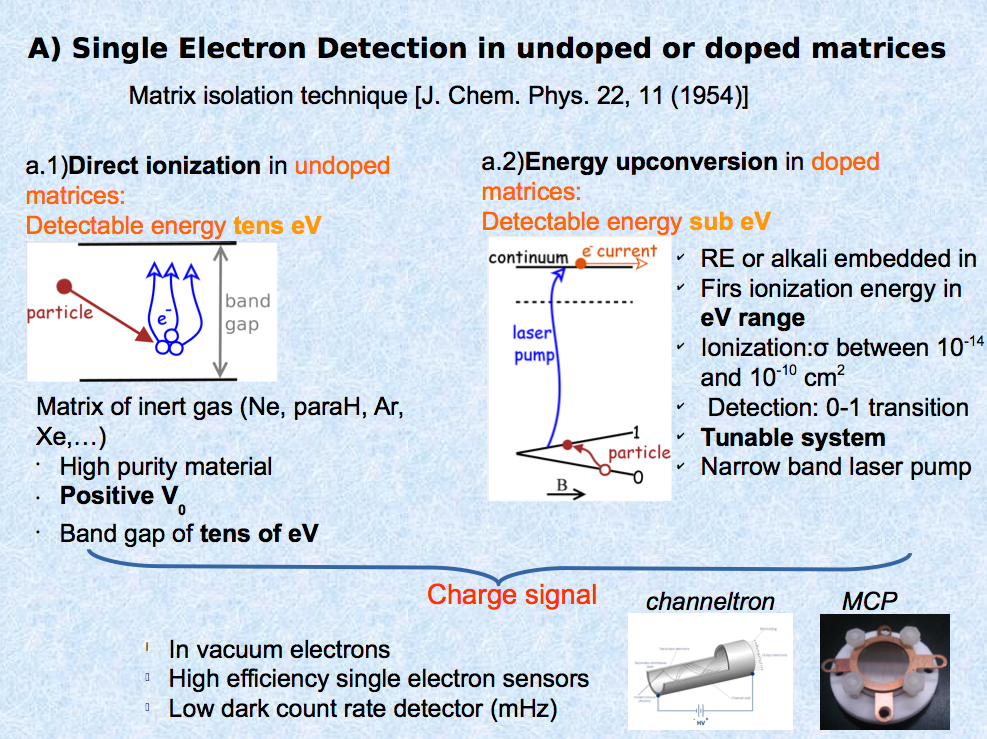 A) Single Electron Detection in undoped or doped matrices
Matrix isolation technique [J. Chem. Phys. 22, 11 (1954)]
a.1)Direct ionization in undoped
matrices:
Detectable energy tens eV
particle
e-
band
gap
Matrix of inert gas (Ne, paraH, Ar,
Xe,…)
· High purity material
· Positive V0
· Band gap of tens of eV
a.2)Energy upconversion in doped
matrices:
Detectable energy sub eV
continuum
e- current
laser
pump
1
particle
0
B
✓ RE or alkali embedded in
✓ Firs ionization energy in
eV range
✓ Ionization:σ between 10-14
and 10-10 cm2
✓ Detection: 0-1 transition
✓ Tunable system
✓ Narrow band laser pump
Charge signal
In vacuum electrons
High efficiency single electron sensors
Low dark count rate detector (mHz)
channeltron
MCP
- HV +